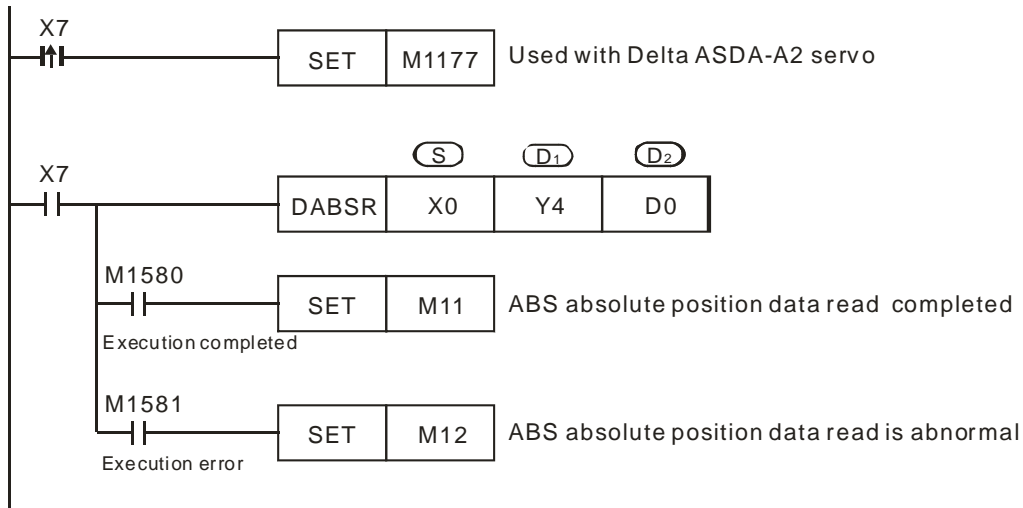 X7
SET M1177 Used with Delta ASDA-A2 servo
S D1 D2
X7
DABSR X0 Y4 D0
M1580
SET M11 ABS absolute position data read completed
Execution completed
M1581
SET M12 ABS absolute position data read is abnormal
Execution error